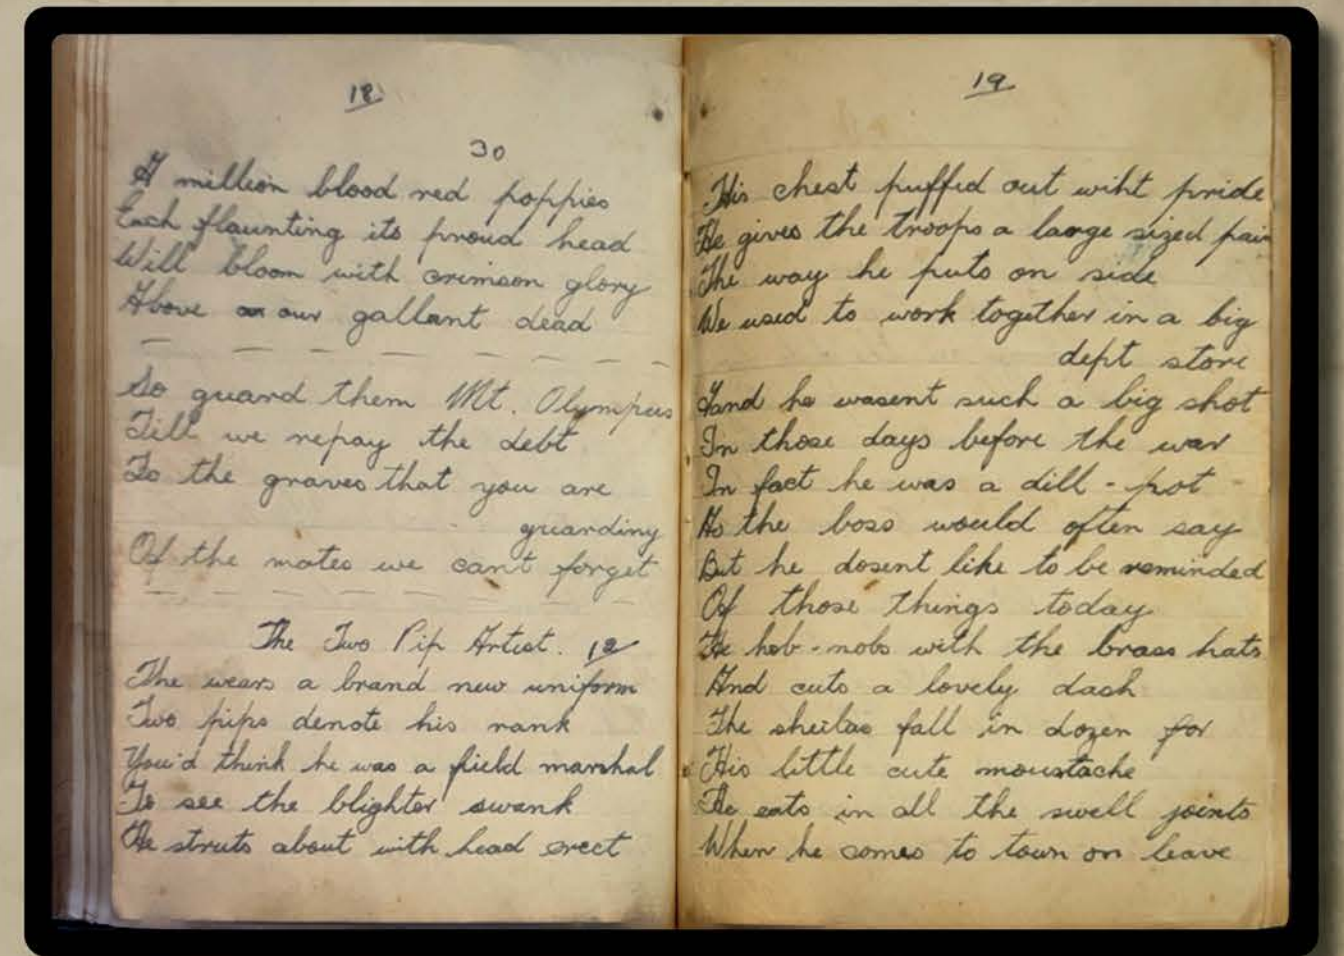 18
30
A million blood red poppies
Each flaunting its proud head
Will bloom with crimson glory
Above our gallant dead
So guard them Mt. Olympus
Till we repay the debt
To the graves that you are
guardiny
Of the mates we can't forget
The Two Pip Artist. 12
The wears a brand new uniform
Two pips denote his rank
You'd think he was a field marshal
To see the blighter swank
He struts about with head erect
19
His chest puffed out wiht pride
He gives the troops a large sized pain
The way he puts on side
We used to work together in a big
dept store
And he wasent such a big shot
In those days before the war
In fact he was a dill - pot
As the boss would often say
But he dosent like to be reminded
Of those things today
He hob - nobs with the brass hats
And cuts a lovely dash
The sheilas fall in dozen for
His little cute moustache
He eats in all the swell joints
When he comes to town on leave